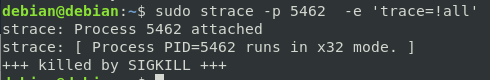 debian@debian:~$ sudo strace -p 5462  -e 'trace=!all'
strace: Process 5462 attached
strace: [ Process PID=5462 runs in x32 mode. ]
+++ killed by SIGKILL +++